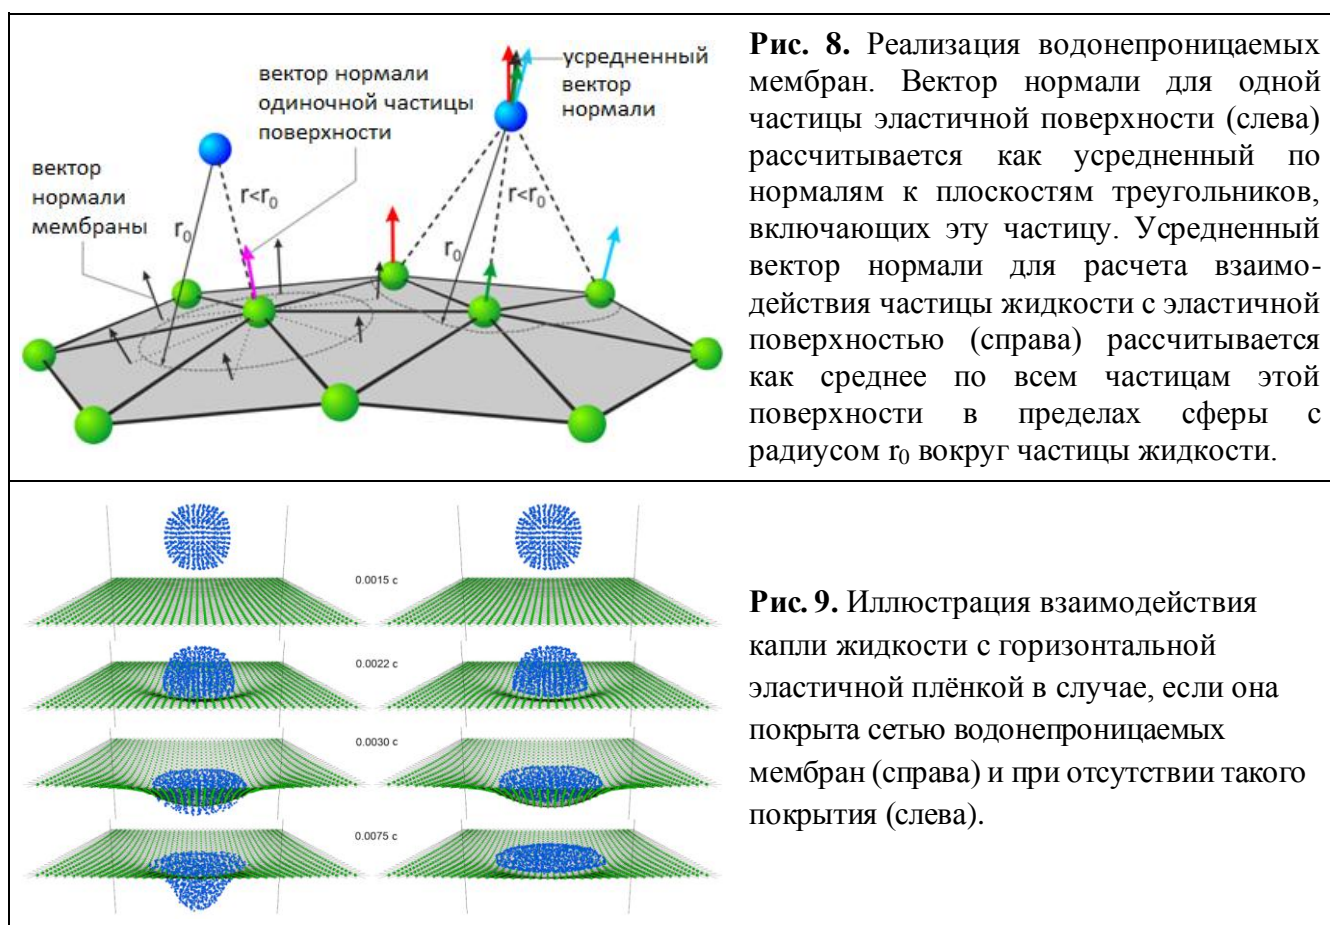 вектор нормали
одиночной частицы
поверхности
усредненный
вектор
нормали
вектор
нормали
мембраны
r<r₀
r₀
r<r₀
r₀
Рис. 8. Реализация водонепроницаемых
мембран. Вектор нормали для одной
частицы эластичной поверхности (слева)
рассчитывается как усредненный по
нормалям к плоскостям треугольников,
включающих эту частицу. Усредненный
вектор нормали для расчета взаимо-
действия частицы жидкости с эластичной
поверхностью (справа) рассчитывается
как среднее по всем частицам этой
поверхности в пределах сферы с
радиусом r₀ вокруг частицы жидкости.
0.0015 с
0.0022 с
0.0030 с
0.0075 с
Рис. 9. Иллюстрация взаимодействия
капли жидкости с горизонтальной
эластичной плёнкой в случае, если она
покрыта сетью водонепроницаемых
мембран (справа) и при отсутствии такого
покрытия (слева).